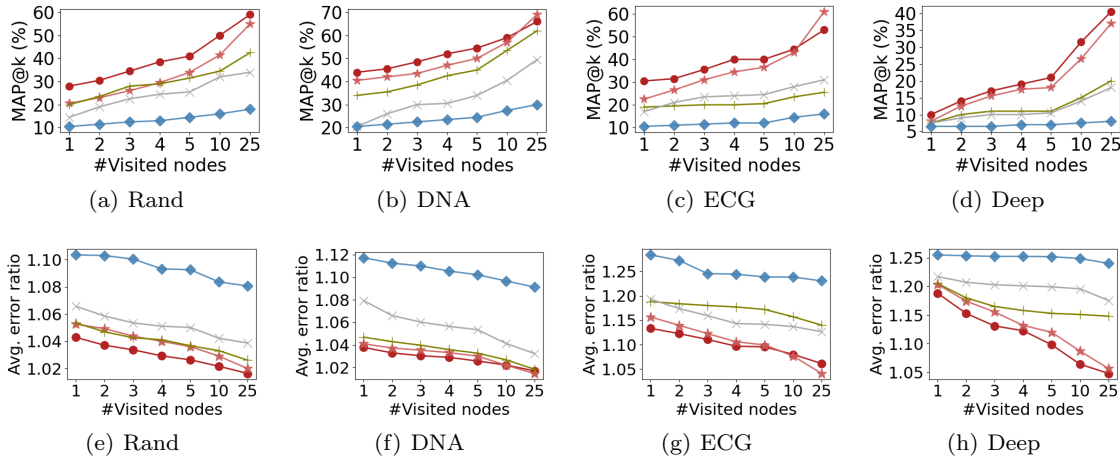 MAP@k (%)
60
50
40
30
20
10
1 2 3 4 5 10 25
#Visited nodes
(a) Rand
MAP@k (%)
70
60
50
40
30
20
1 2 3 4 5 10 25
#Visited nodes
(b) DNA
MAP@k (%)
60
50
40
30
20
10
1 2 3 4 5 10 25
#Visited nodes
(c) ECG
MAP@k (%)
40
35
30
25
20
15
10
5
1 2 3 4 5 10 25
#Visited nodes
(d) Deep
Avg. error ratio
1.10
1.08
1.06
1.04
1.02
1 2 3 4 5 10 25
#Visited nodes
(e) Rand
Avg. error ratio
1.12
1.10
1.08
1.06
1.04
1.02
1 2 3 4 5 10 25
#Visited nodes
(f) DNA
Avg. error ratio
1.25
1.20
1.15
1.10
1.05
1 2 3 4 5 10 25
#Visited nodes
(g) ECG
Avg. error ratio
1.25
1.20
1.15
1.10
1.05
1 2 3 4 5 10 25
#Visited nodes
(h) Deep